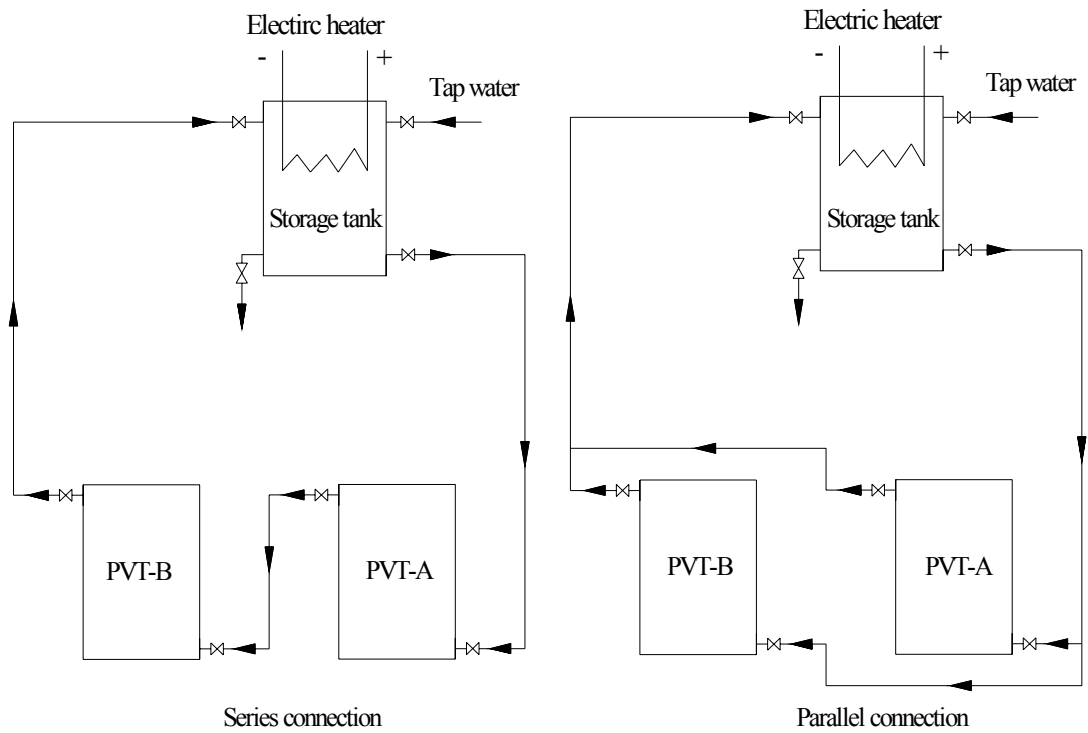 Electirc heater
- +
Tap water
Storage tank
PVT-B
PVT-A
Series connection
Electric heater
- +
Tap water
Storage tank
PVT-B
PVT-A
Parallel connection